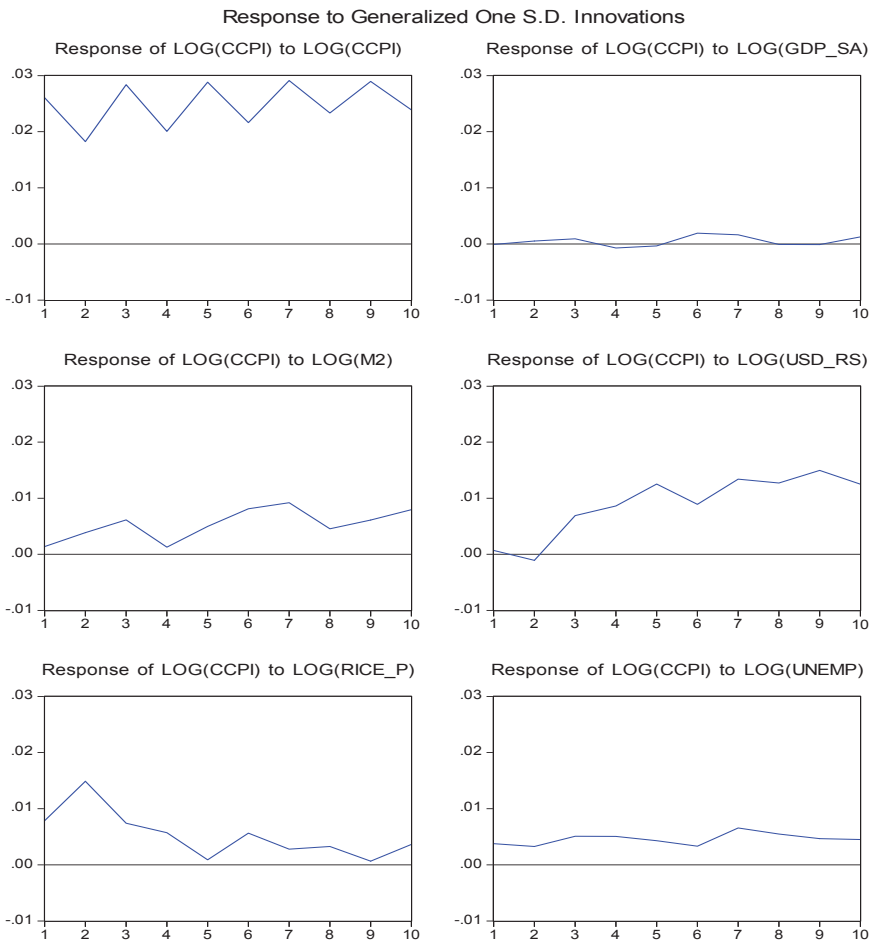 Response to Generalized One S.D. Innovations
Response of LOG(CCPI) to LOG(CCPI)
.03
.02
.01
.00
-.01
1 2 3 4 5 6 7 8 9 10
Response of LOG(CCPI) to LOG(GDP_SA)
.03
.02
.01
.00
-.01
1 2 3 4 5 6 7 8 9 10
Response of LOG(CCPI) to LOG(M2)
.03
.02
.01
.00
-.01
1 2 3 4 5 6 7 8 9 10
Response of LOG(CCPI) to LOG(USD_RS)
.03
.02
.01
.00
-.01
1 2 3 4 5 6 7 8 9 10
Response of LOG(CCPI) to LOG(RICE_P)
.03
.02
.01
.00
-.01
1 2 3 4 5 6 7 8 9 10
Response of LOG(CCPI) to LOG(UNEMP)
.03
.02
.01
.00
-.01
1 2 3 4 5 6 7 8 9 10